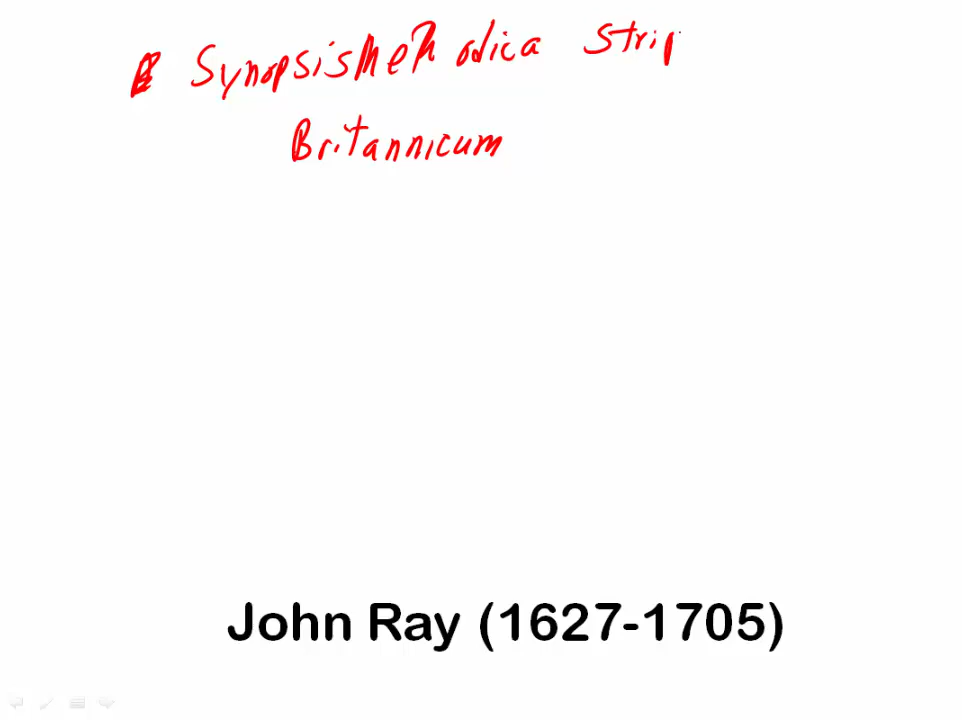 Synopsis Methodica Strip
Britannicum
John Ray (1627-1705)